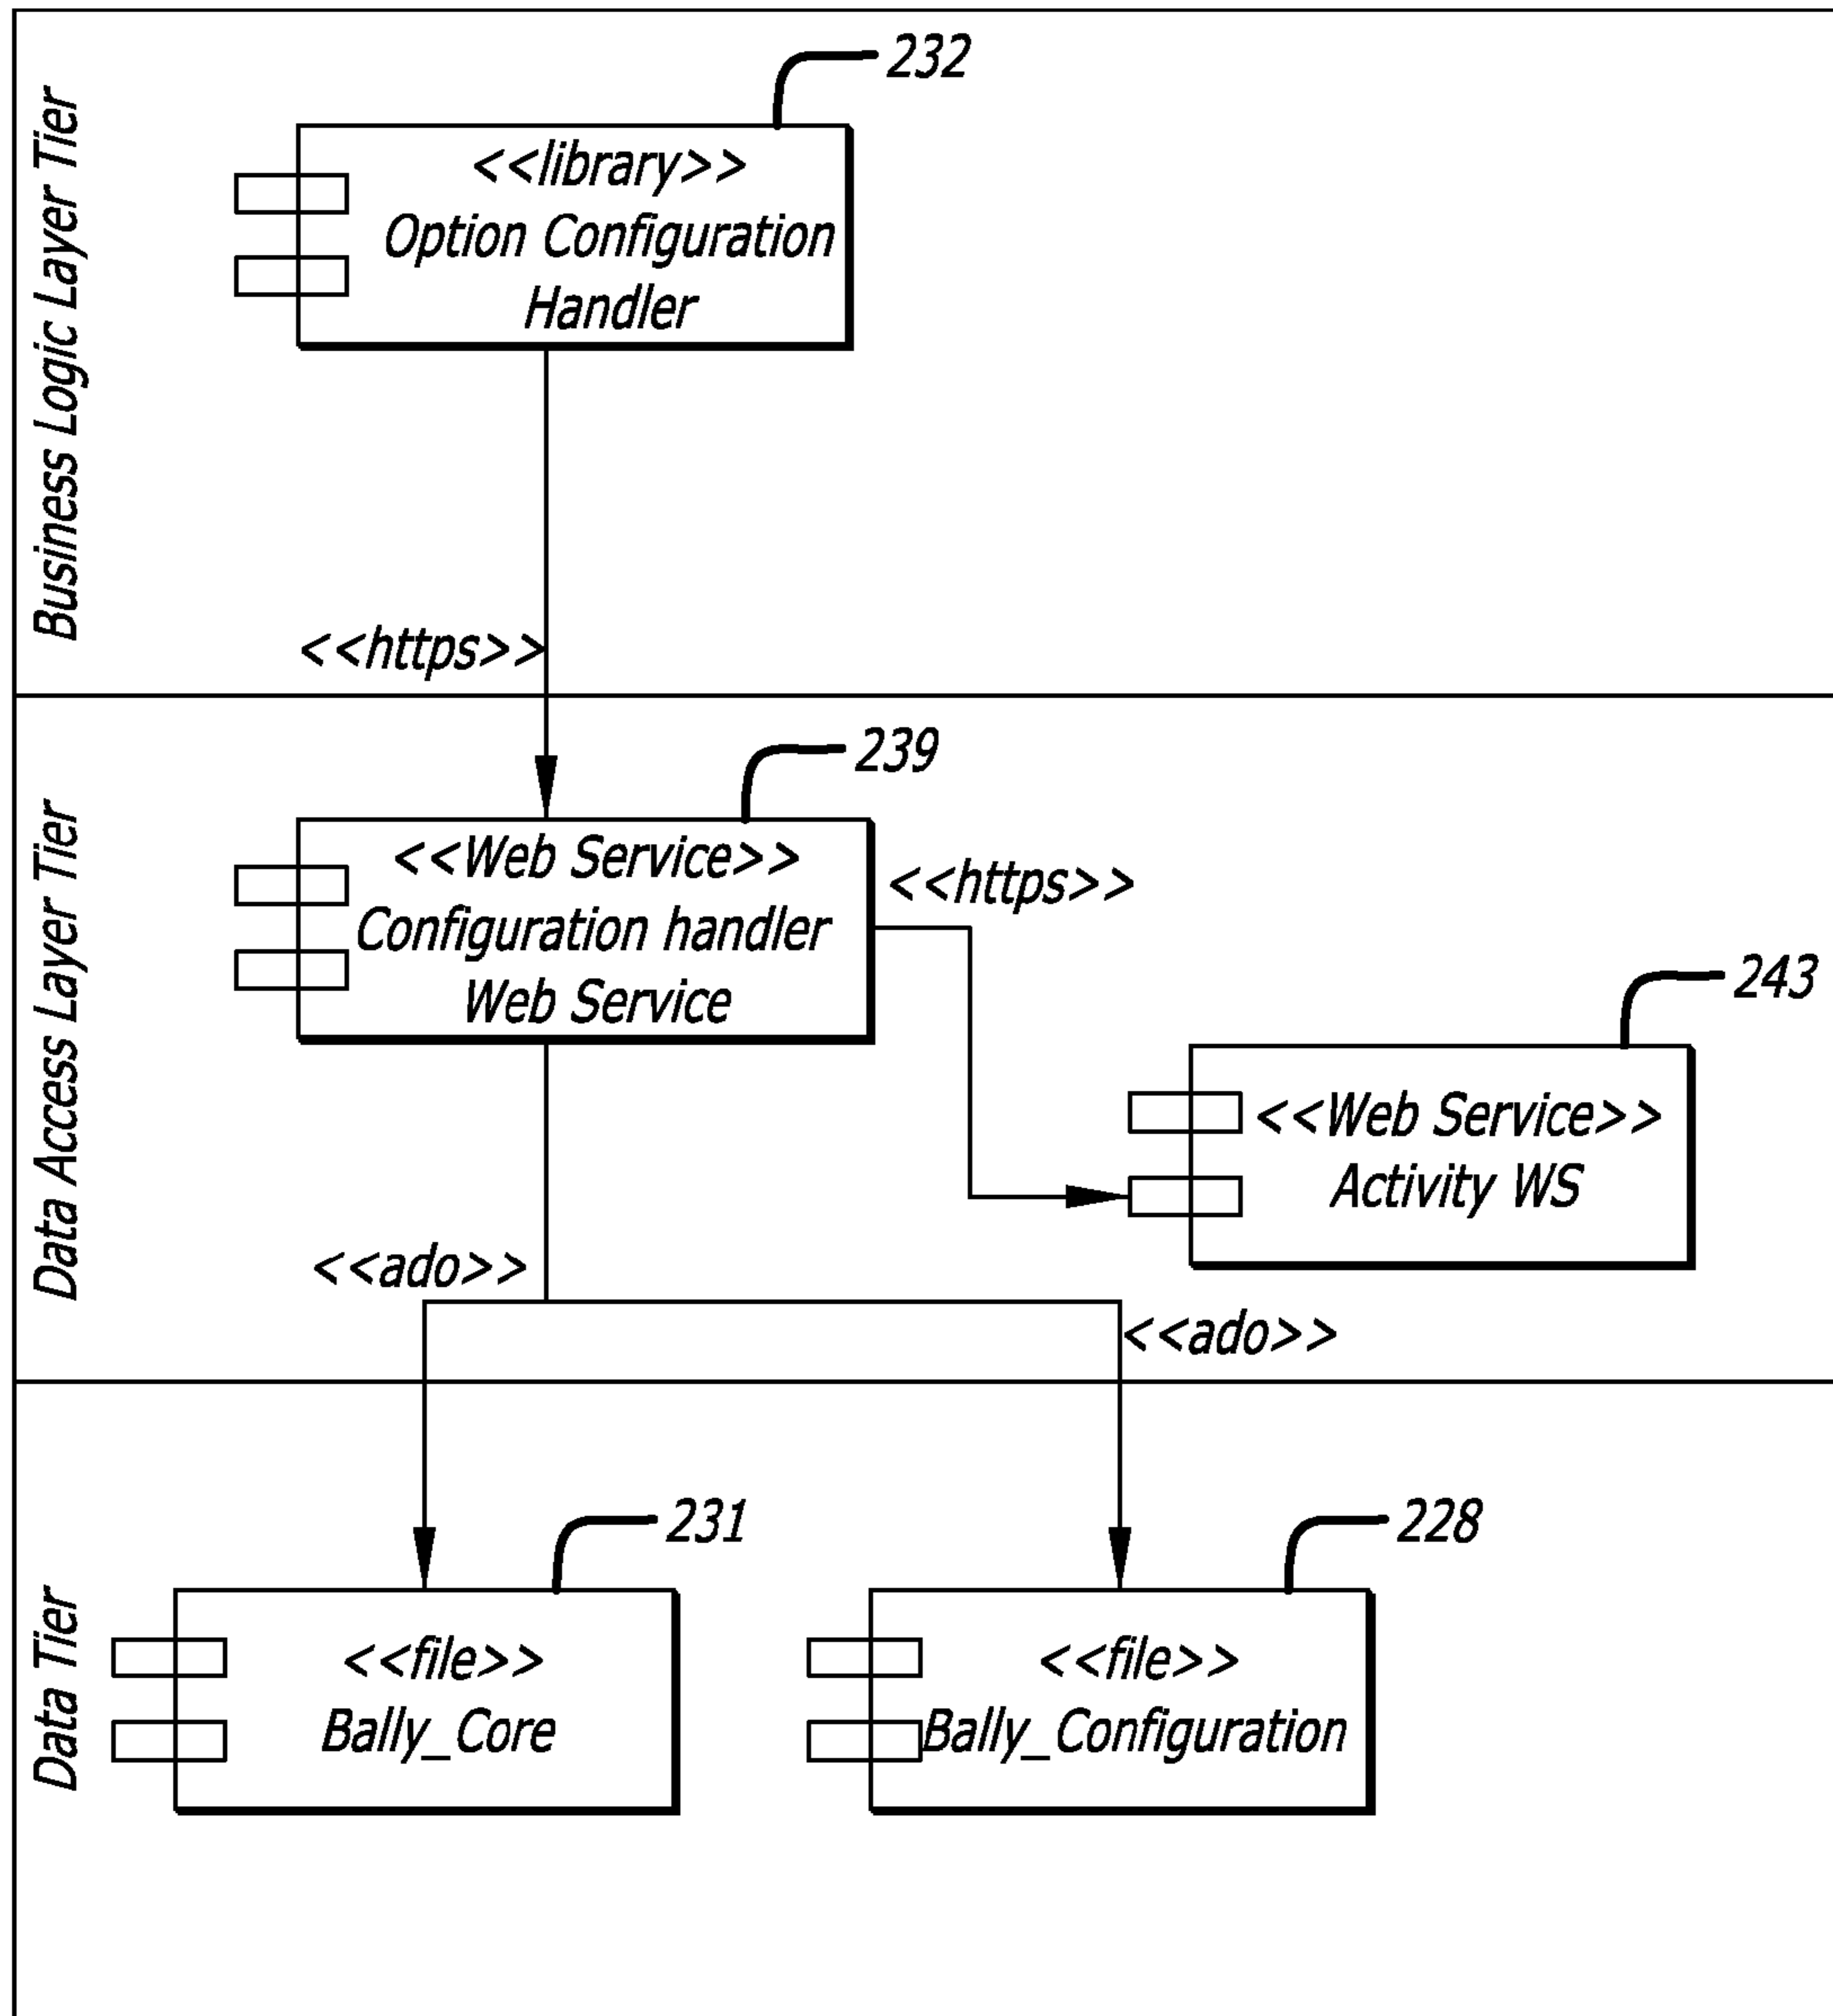 Business Logic Layer Tier
232
<<library>>
Option Configuration
Handler
<<https>>
Data Access Layer Tier
239
<<Web Service>>
Configuration handler
Web Service
<<https>>
243
<<Web Service>>
Activity WS
<<ado>>
<<ado>>
Data Tier
231
<<file>>
Bally_Core
228
<<file>>
Bally_Configuration